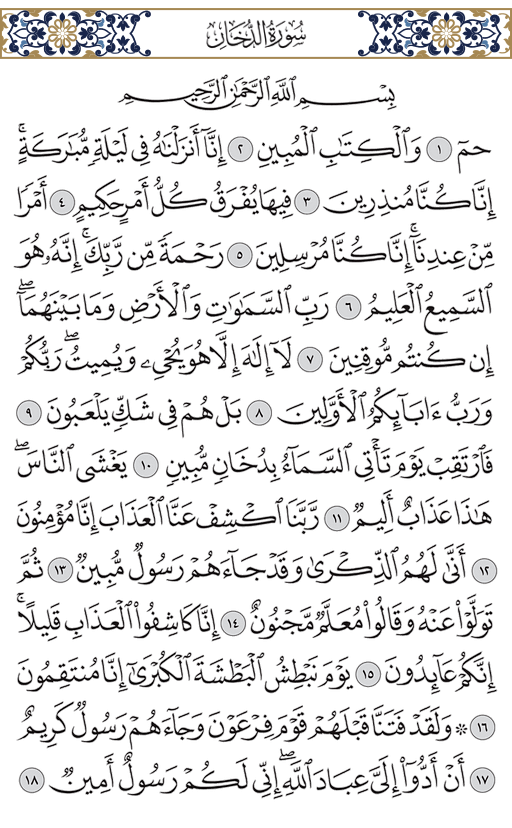 سُورَةُ الدُّخَانِ
بِسْمِ ٱللَّهِ ٱلرَّحْمَٰنِ ٱلرَّحِيمِ
حمٓ ١ وَٱلْكِتَٰبِ ٱلْمُبِينِ ٢ إِنَّآ أَنزَلْنَٰهُ فِى لَيْلَةٍ مُّبَٰرَكَةٍۚ
إِنَّا كُنَّا مُنذِرِينَ ٣ فِيهَا يُفْرَقُ كُلُّ أَمْرٍ حَكِيمٍ ٤ أَمْرًا
مِّنْ عِندِنَآۚ إِنَّا كُنَّا مُرْسِلِينَ ٥ رَحْمَةً مِّن رَّبِّكَۚ إِنَّهُۥ هُوَ
ٱلسَّمِيعُ ٱلْعَلِيمُ ٦ رَبِّ ٱلسَّمَٰوَٰتِ وَٱلْأَرْضِ وَمَا بَيْنَهُمَآۖ
إِن كُنتُم مُّوقِنِينَ ٧ لَآ إِلَٰهَ إِلَّا هُوَ يُحْىِۦ وَيُمِيتُۖ رَبُّكُمْ
وَرَبُّ ءَابَآئِكُمُ ٱلْأَوَّلِينَ ٨ بَلْ هُمْ فِى شَكٍّ يَلْعَبُونَ ٩
فَٱرْتَقِبْ يَوْمَ تَأْتِى ٱلسَّمَآءُ بِدُخَانٍ مُّبِينٍ ١٠ يَغْشَى ٱلنَّاسَۖ
هَٰذَا عَذَابٌ أَلِيمٌ ١١ رَّبَّنَا ٱكْشِفْ عَنَّا ٱلْعَذَابَ إِنَّا مُؤْمِنُونَ
١٢ أَنَّىٰ لَهُمُ ٱلذِّكْرَىٰ وَقَدْ جَآءَهُمْ رَسُولٌ مُّبِينٌ ١٣ ثُمَّ
تَوَلَّوْا۟ عَنْهُ وَقَالُوا۟ مُعَلَّمٌ مَّجْنُونٌ ١٤ إِنَّا كَاشِفُوا۟ ٱلْعَذَابِ قَلِيلًاۚ
إِنَّكُمْ عَآئِدُونَ ١٥ يَوْمَ نَبْطِشُ ٱلْبَطْشَةَ ٱلْكُبْرَىٰٓ إِنَّا مُنتَقِمُونَ
١٦ ۞ وَلَقَدْ فَتَنَّا قَبْلَهُمْ قَوْمَ فِرْعَوْنَ وَجَآءَهُمْ رَسُولٌ كَرِيمٌ
١٧ أَنْ أَدُّوٓا۟ إِلَىَّ عِبَادَ ٱللَّهِۖ إِنِّى لَكُمْ رَسُولٌ أَمِينٌ ١٨